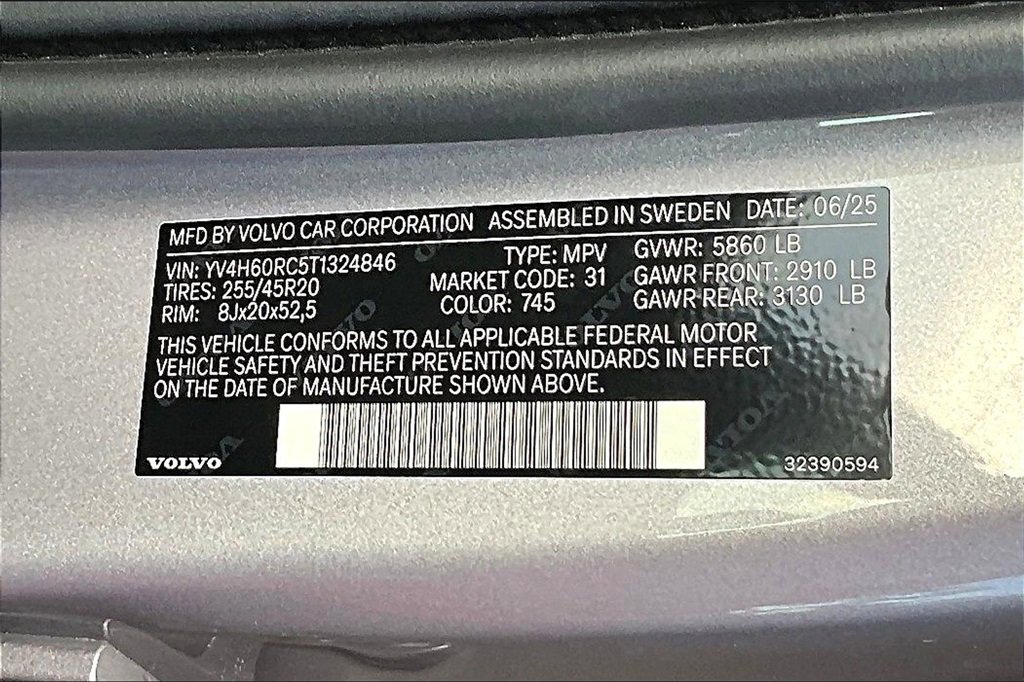 MFD BY VOLVO CAR CORPORATION ASSEMBLED IN SWEDEN DATE: 06/25
VIN: YV4H60RC5T1324846 TYPE: MPV GVWR: 5860 LB
TIRES: 255/45R20 MARKET CODE: 31 GAWR FRONT: 2910 LB
RIM: 8Jx20x52,5 COLOR: 745 GAWR REAR: 3130 LB
THIS VEHICLE CONFORMS TO ALL APPLICABLE FEDERAL MOTOR
VEHICLE SAFETY AND THEFT PREVENTION STANDARDS IN EFFECT
ON THE DATE OF MANUFACTURE SHOWN ABOVE.
VOLVO 32390594